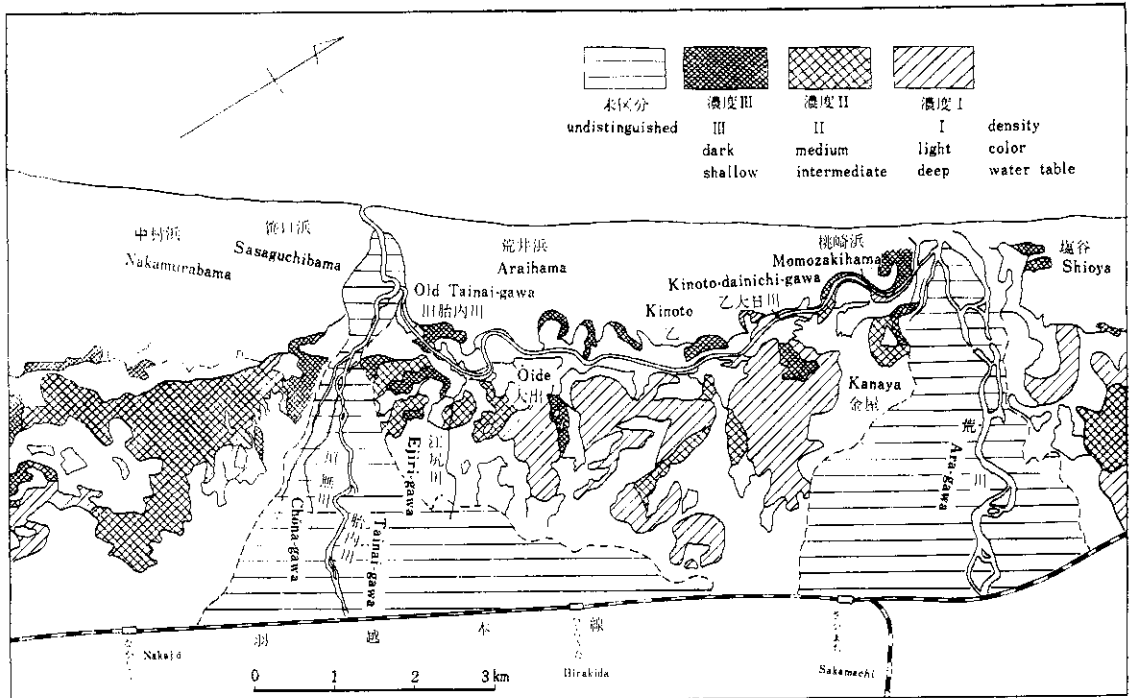 未区分
濃度III
濃度II
濃度I
undistinguished
III
II
I
density
dark
medium
light
color
shallow
intermediate
deep
water table
中村浜
Nakamurabama
笹口浜
Sasaguchibama
荒井浜
Araihama
桃崎浜
Momozakihama
塩谷
Shioya
Old Tainai-gawa
旧胎内川
Kinoto
乙
Kinoto-dainichi-gawa
乙大日川
Oide
大出
Kanaya
金屋
江尻川
Ejiri-gawa
Chōna-gawa
胎内川
Tainai-gawa
荒川
Ara-gawa
羽越本線
Nakajō
Hirakida
Sakamachi
0 1 2 3 km